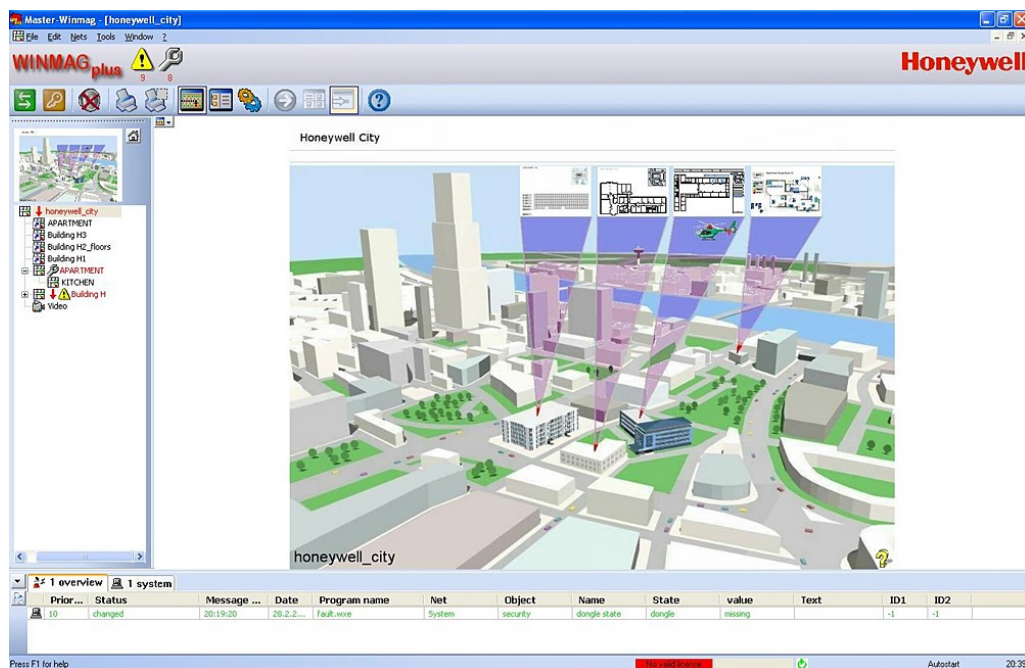 Master-Winmag - [honeywell_city]
File Edit Nets Tools Window ?
WINMAG plus
9 8
Honeywell
Honeywell City
honeywell_city
APARTMENT
Building H3
Building H2_floors
Building H1
APARTMENT
KITCHEN
Building H
Video
honeywell_city
1 overview 1 system
Prior... Status Message ... Date Program name Net Object Name State value Text ID1 ID2
10 changed 20:19:20 28.2.2... fault.wxe System security dongle state dongle missing -1 -1
Press F1 for help No valid license Autostart